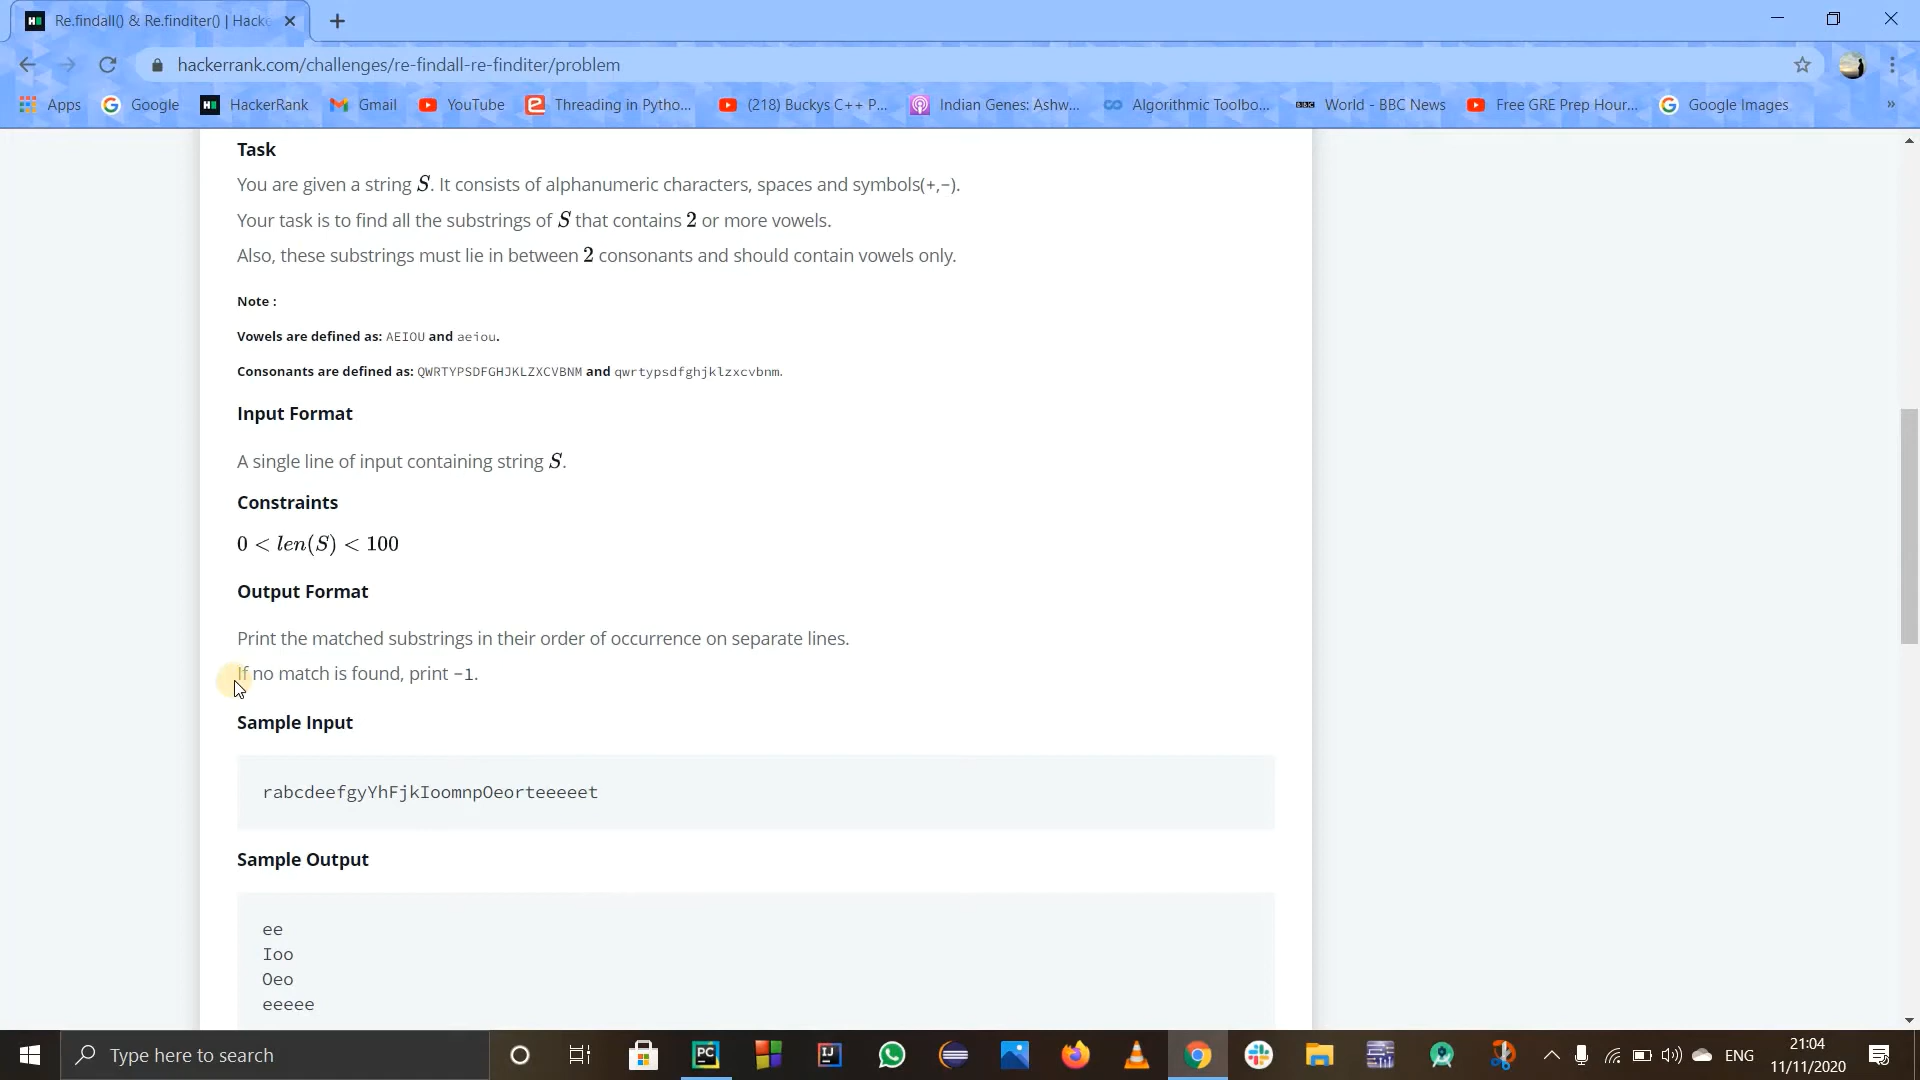 Re.findall() & Re.finditer() | Hacke
hackerrank.com/challenges/re-findall-re-finditer/problem
Apps Google HackerRank Gmail YouTube Threading in Pytho... (218) Buckys C++ P... Indian Genes: Ashw... Algorithmic Toolbo... BBC World - BBC News Free GRE Prep Hour... Google Images »
Task
You are given a string S. It consists of alphanumeric characters, spaces and symbols(+,-).
Your task is to find all the substrings of S that contains 2 or more vowels.
Also, these substrings must lie in between 2 consonants and should contain vowels only.
Note :
Vowels are defined as: AEIOU and aeiou.
Consonants are defined as: QWRTYPSDFGHJKLZXCVBNM and qwrtypsdfghjklzxcvbnm.
Input Format
A single line of input containing string S.
Constraints
0 < len(S) < 100
Output Format
Print the matched substrings in their order of occurrence on separate lines.
If no match is found, print -1.
Sample Input
rabcdeefgyYhFjkIoomnpOeorteeeeet
Sample Output
ee
Ioo
Oeo
eeeee
Type here to search
PC
IJ
ENG
21:04
11/11/2020